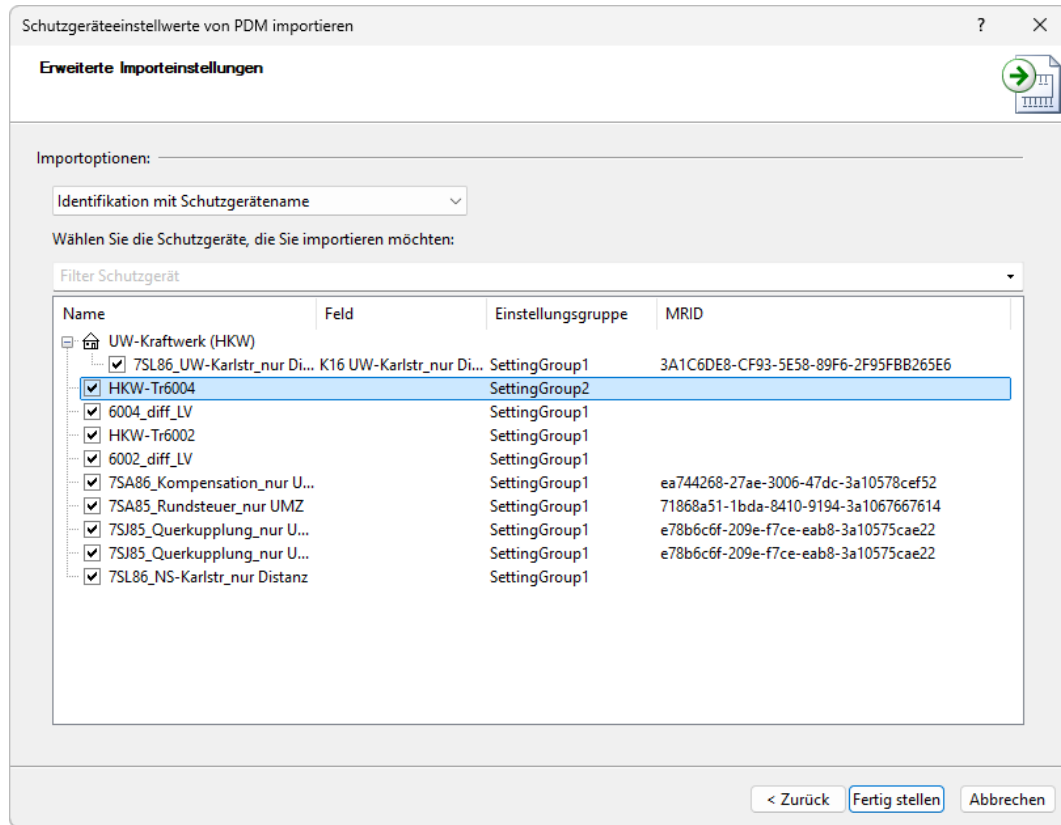 Schutzgeräteeinstellwerte von PDM importieren
Erweiterte Importeinstellungen
Importoptionen:
Identifikation mit Schutzgerätename
Wählen Sie die Schutzgeräte, die Sie importieren möchten:
Filter Schutzgerät
Name Feld Einstellungsgruppe MRID
UW-Kraftwerk (HKW)
7SL86_UW-Karlstr_nur Di... K16 UW-Karlstr_nur Di... SettingGroup1 3A1C6DE8-CF93-5E58-89F6-2F95FBB265E6
HKW-Tr6004 SettingGroup2
6004_diff_LV SettingGroup1
HKW-Tr6002 SettingGroup1
6002_diff_LV SettingGroup1
7SA86_Kompensation_nur U... SettingGroup1 ea744268-27ae-3006-47dc-3a10578cef52
7SA85_Rundsteuer_nur UMZ SettingGroup1 71868a51-1bda-8410-9194-3a1067667614
7SJ85_Querkupplung_nur U... SettingGroup1 e78b6c6f-209e-f7ce-eab8-3a10575cae22
7SJ85_Querkupplung_nur U... SettingGroup1 e78b6c6f-209e-f7ce-eab8-3a10575cae22
7SL86_NS-Karlstr_nur Distanz SettingGroup1
< Zurück Fertig stellen Abbrechen